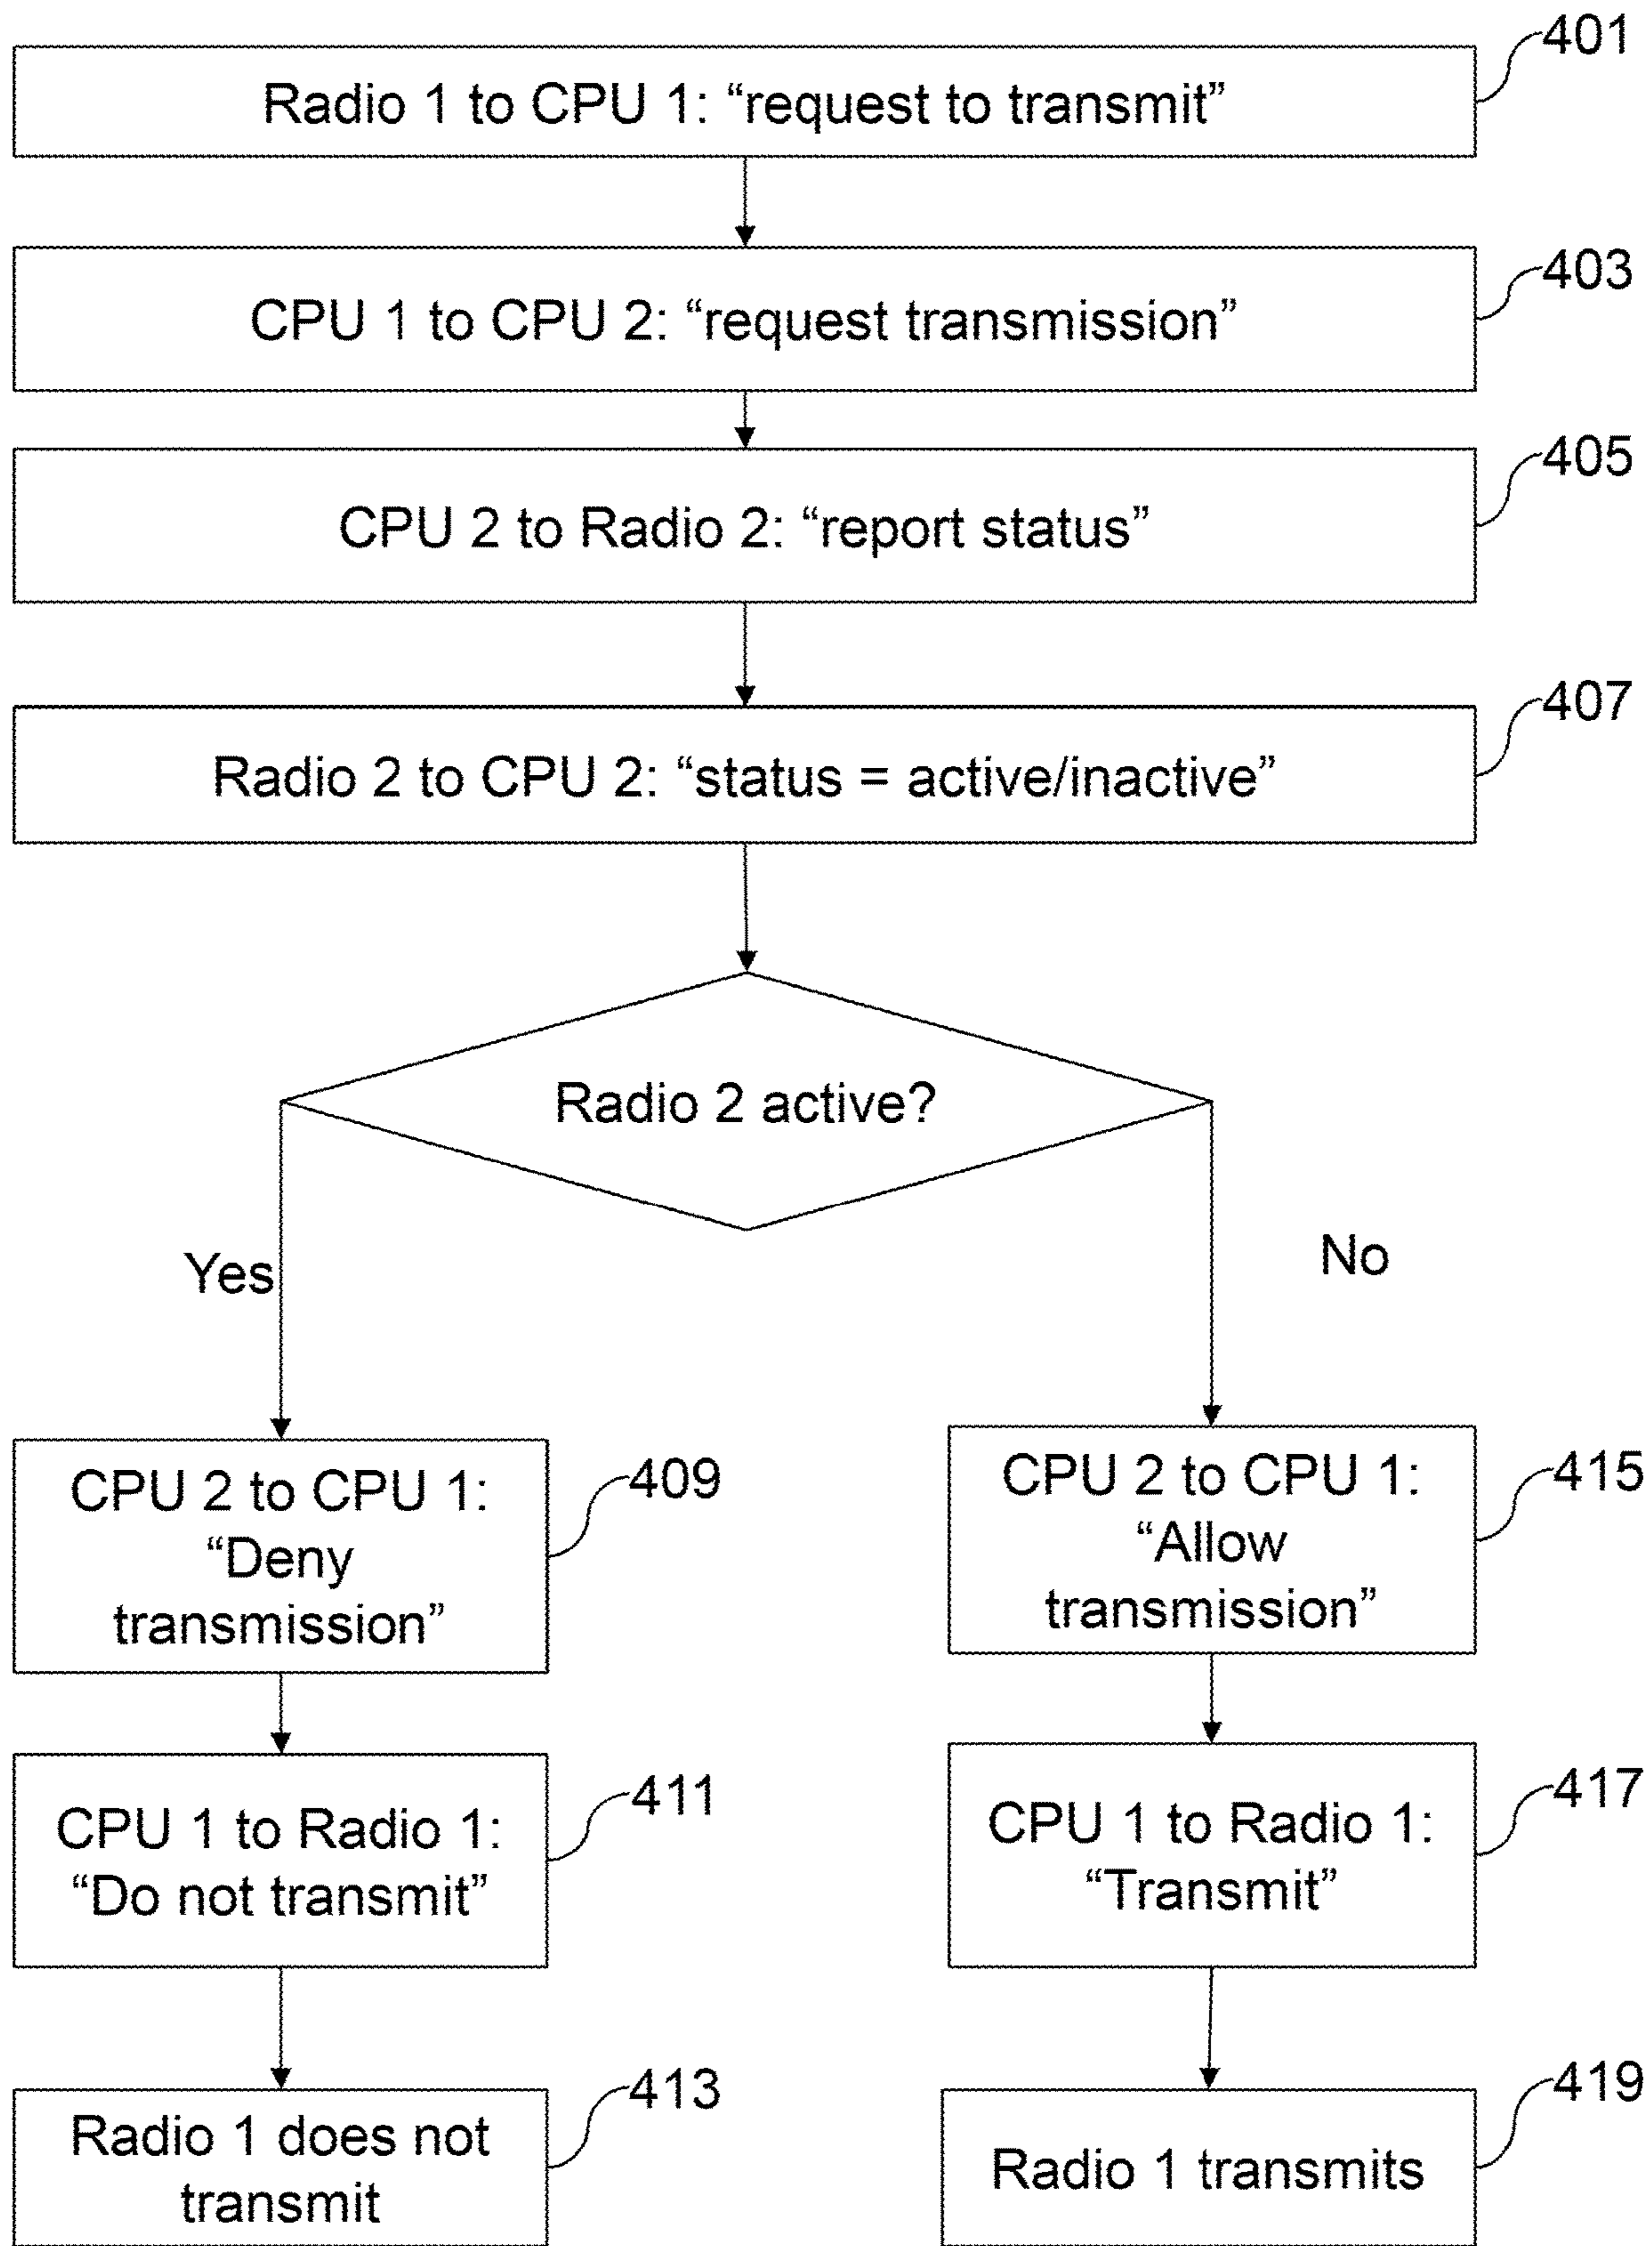 401
Radio 1 to CPU 1: “request to transmit”
403
CPU 1 to CPU 2: “request transmission”
405
CPU 2 to Radio 2: “report status”
407
Radio 2 to CPU 2: “status = active/inactive”
Radio 2 active?
Yes
No
CPU 2 to CPU 1:
“Deny
transmission”
409
CPU 2 to CPU 1:
“Allow
transmission”
415
CPU 1 to Radio 1:
“Do not transmit”
411
CPU 1 to Radio 1:
“Transmit”
417
Radio 1 does not
transmit
413
Radio 1 transmits
419